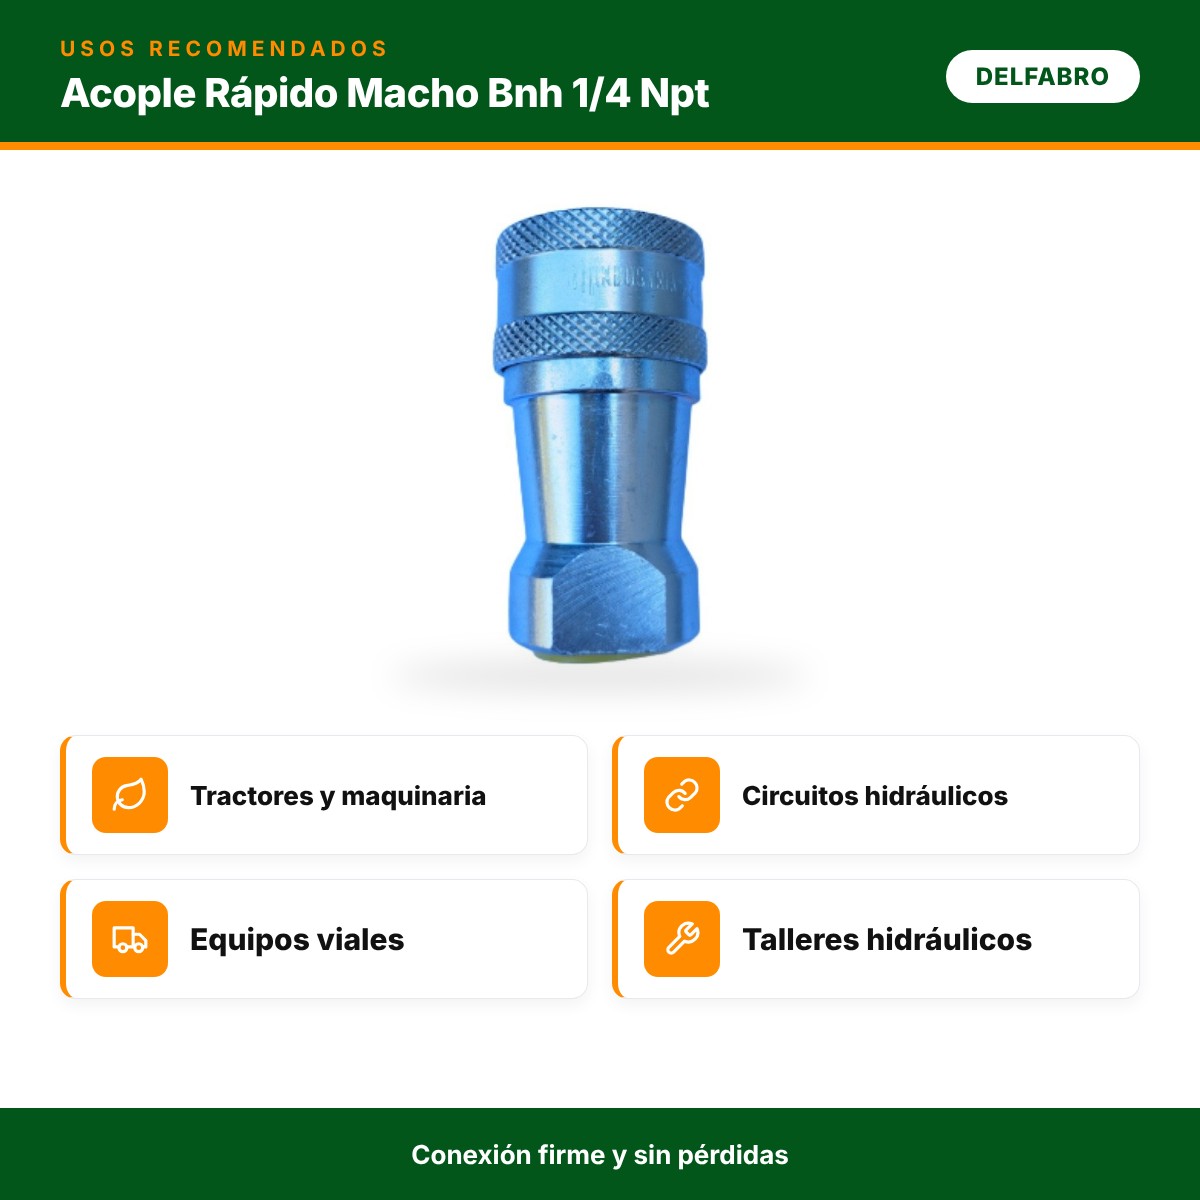 USOS RECOMENDADOS
Acople Rápido Macho Bnh 1/4 Npt
DELFABRO
Tractores y maquinaria
Circuitos hidráulicos
Equipos viales
Talleres hidráulicos
Conexión firme y sin pérdidas